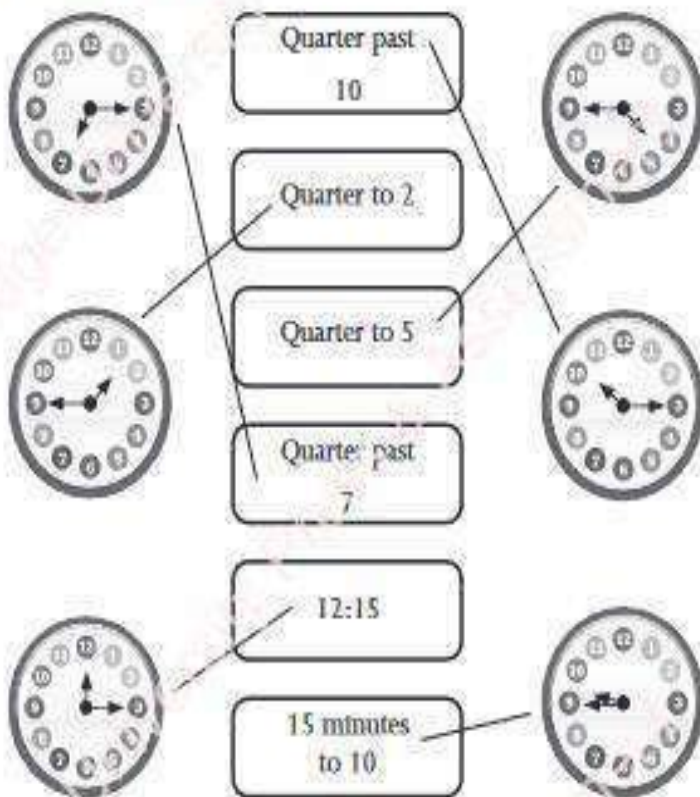 Quarter past
10
Quarter to 2
Quarter to 5
Quarter past
7
12:15
15 minutes
to 10